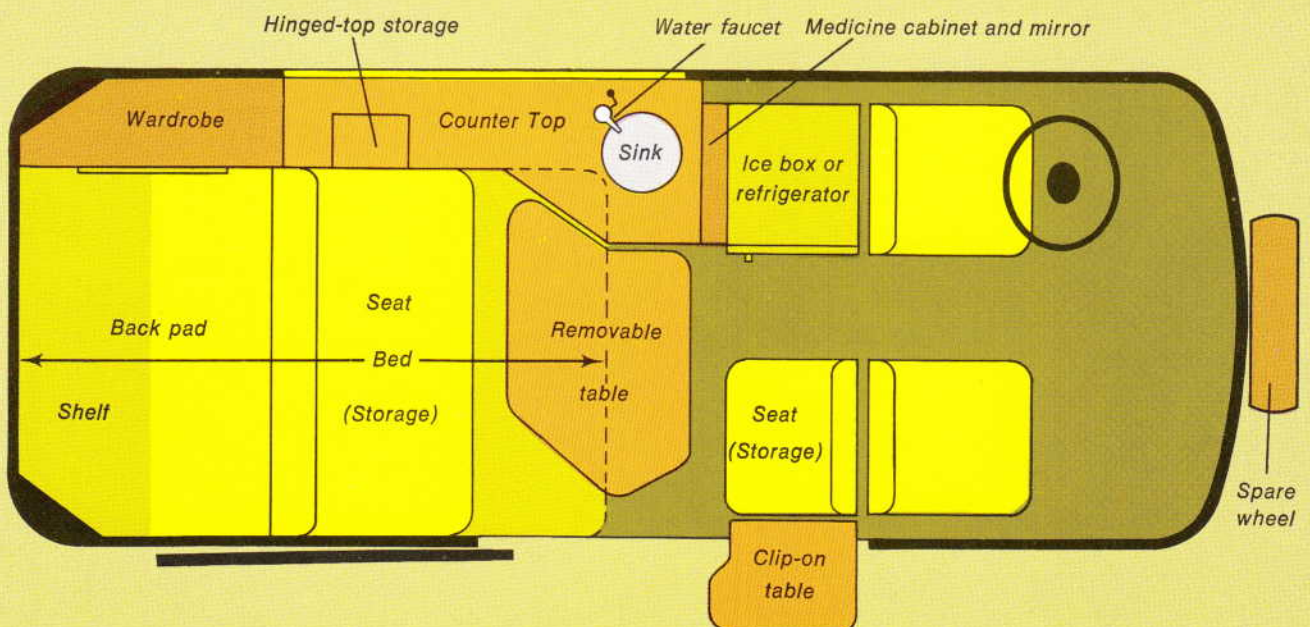 Hinged-top storage
Water faucet
Medicine cabinet and mirror
Wardrobe
Counter Top
Sink
Ice box or
refrigerator
Back pad
Seat
Removable
Bed
table
Shelf
(Storage)
Seat
(Storage)
Spare
wheel
Clip-on
table